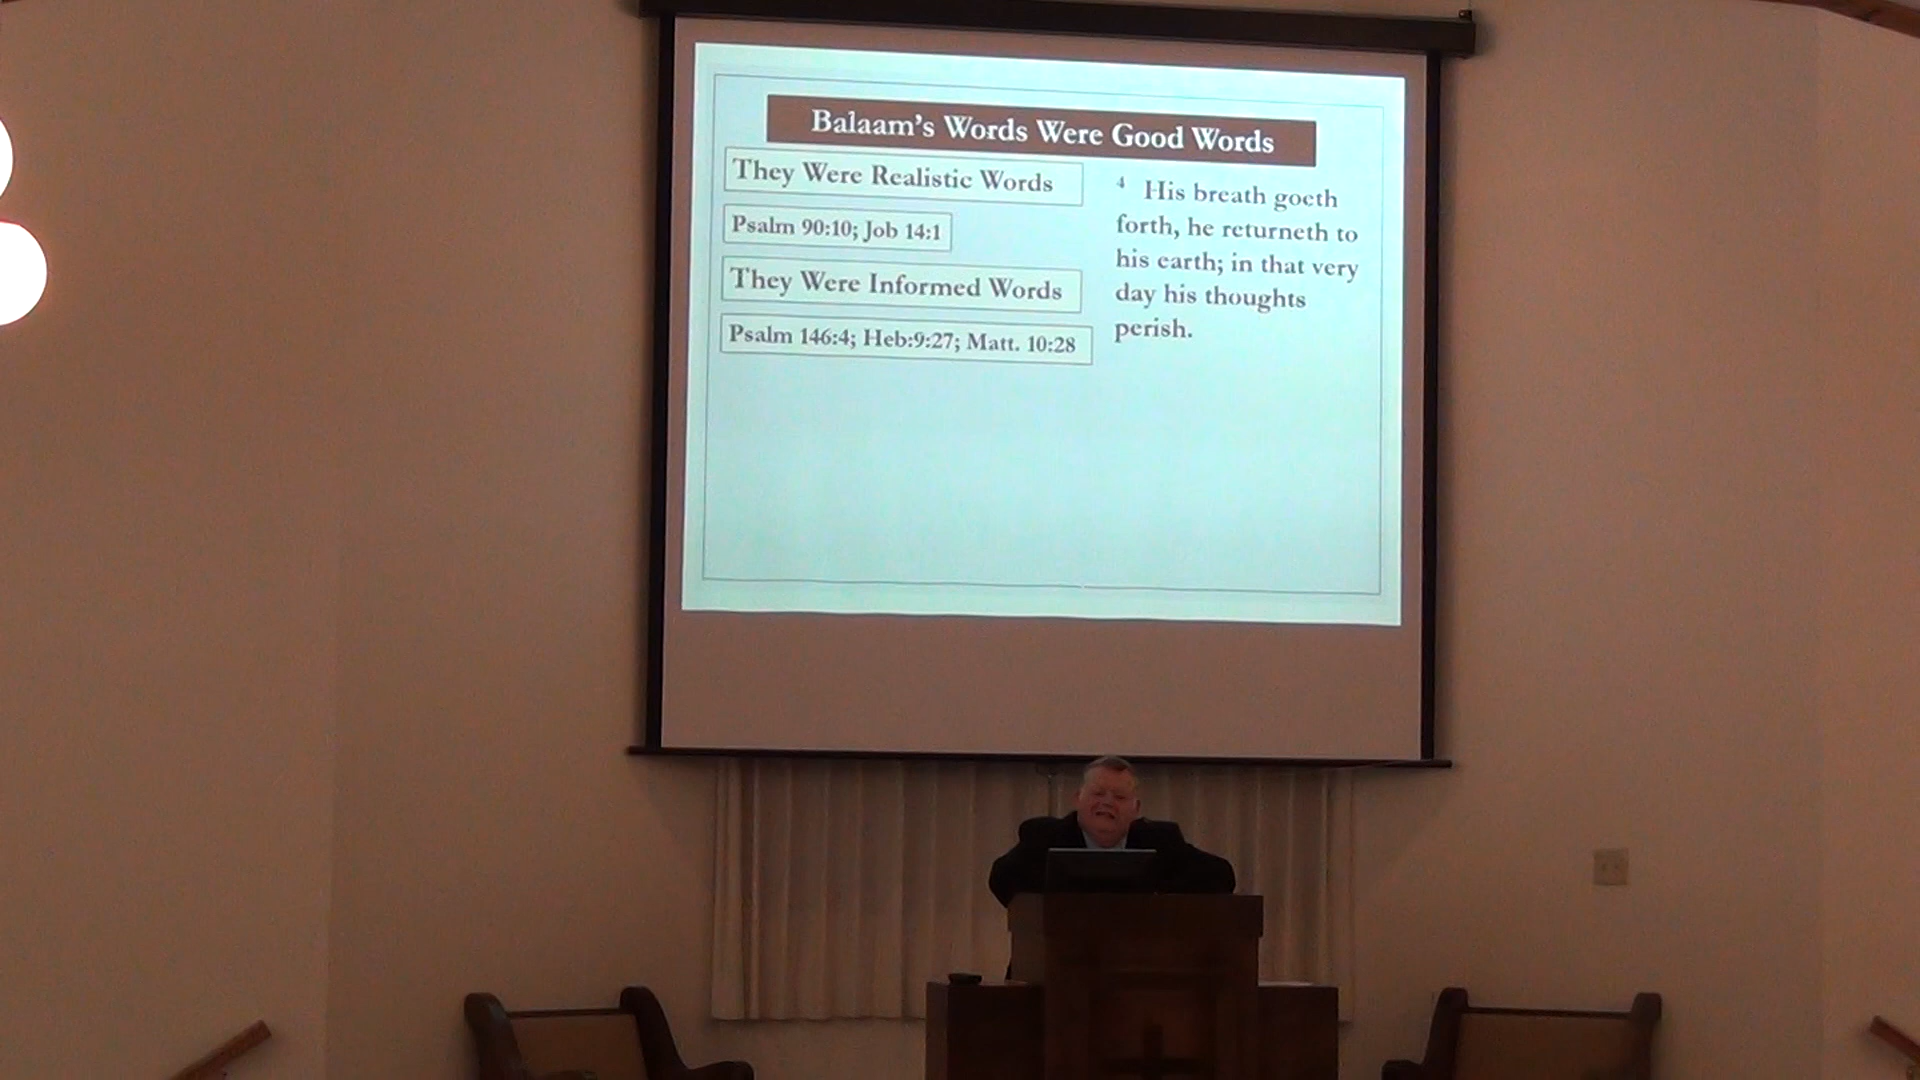 Balaam's Words Were Good Words
They Were Realistic Words
Psalm 90:10; Job 14:1
They Were Informed Words
Psalm 146:4; Heb:9:27; Matt. 10:28
4 His breath goeth
forth, he returneth to
his earth; in that very
day his thoughts
perish.